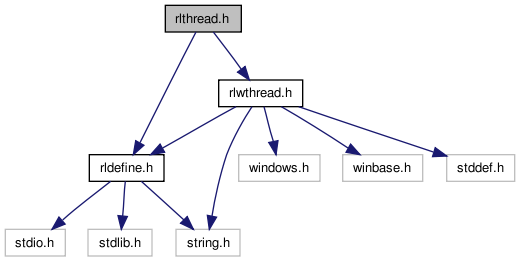 rlthread.h
rlwthread.h
rldefine.h
windows.h
winbase.h
stddef.h
stdio.h
stdlib.h
string.h